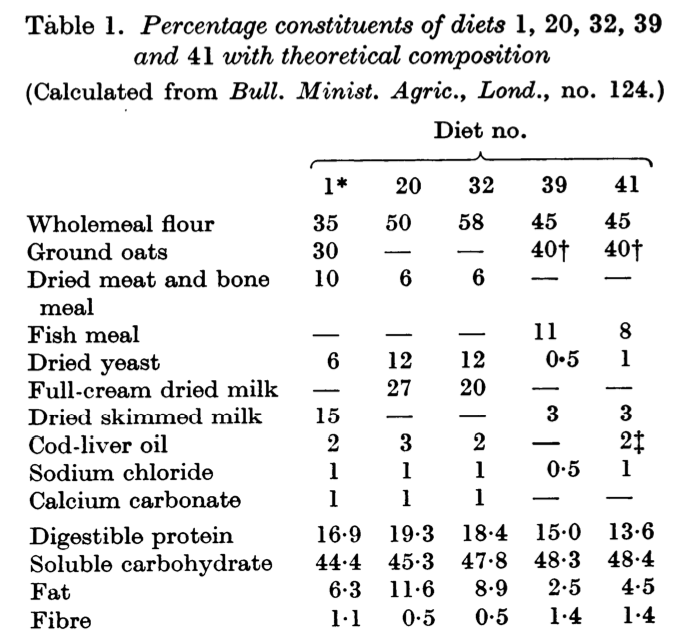 Table 1. Percentage constituents of diets 1, 20, 32, 39
and 41 with theoretical composition
(Calculated from Bull. Minist. Agric., Lond., no. 124.)
Diet no.
1* 20 32 39 41
Wholemeal flour 35 50 58 45 45
Ground oats 30 — — 40† 40†
Dried meat and bone 10 6 6 — —
meal
Fish meal — — — 11 8
Dried yeast 6 12 12 0·5 1
Full-cream dried milk — 27 20 — —
Dried skimmed milk 15 — — 3 3
Cod-liver oil 2 3 2 — 2‡
Sodium chloride 1 1 1 0·5 1
Calcium carbonate 1 1 1 — —
Digestible protein 16·9 19·3 18·4 15·0 13·6
Soluble carbohydrate 44·4 45·3 47·8 48·3 48·4
Fat 6·3 11·6 8·9 2·5 4·5
Fibre 1·1 0·5 0·5 1·4 1·4